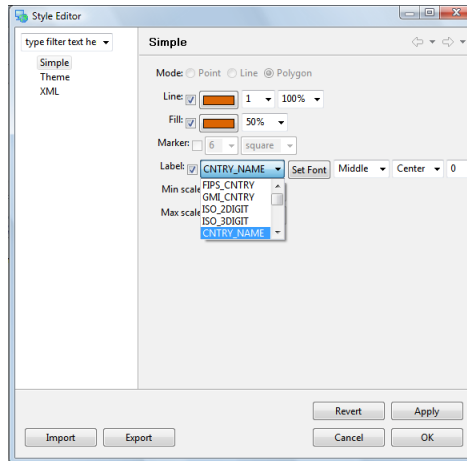 Style Editor
type filter text he
Simple
Theme
XML
Simple
Mode: Point Line Polygon
Line: 1 100%
Fill: 50%
Marker: 6 square
Label: CNTRY_NAME Set Font Middle Center 0
Min scale
Max scale
FIPS_CNTRY
GMI_CNTRY
ISO_2DIGIT
ISO_3DIGIT
CNTRY_NAME
Revert Apply
Import Export Cancel OK